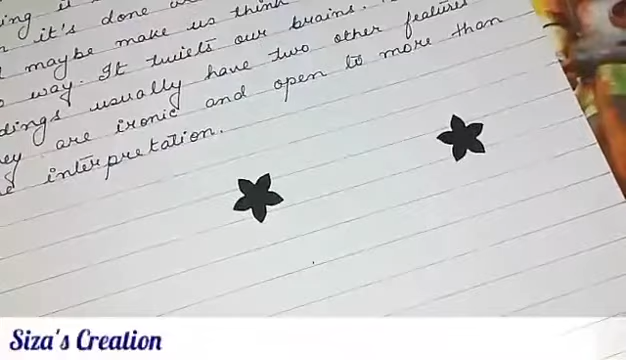 it's done
maybe make us think
way. It twists our brains.
usually have two other features
are ironic and open to more than
interpretation.
Siza's Creation